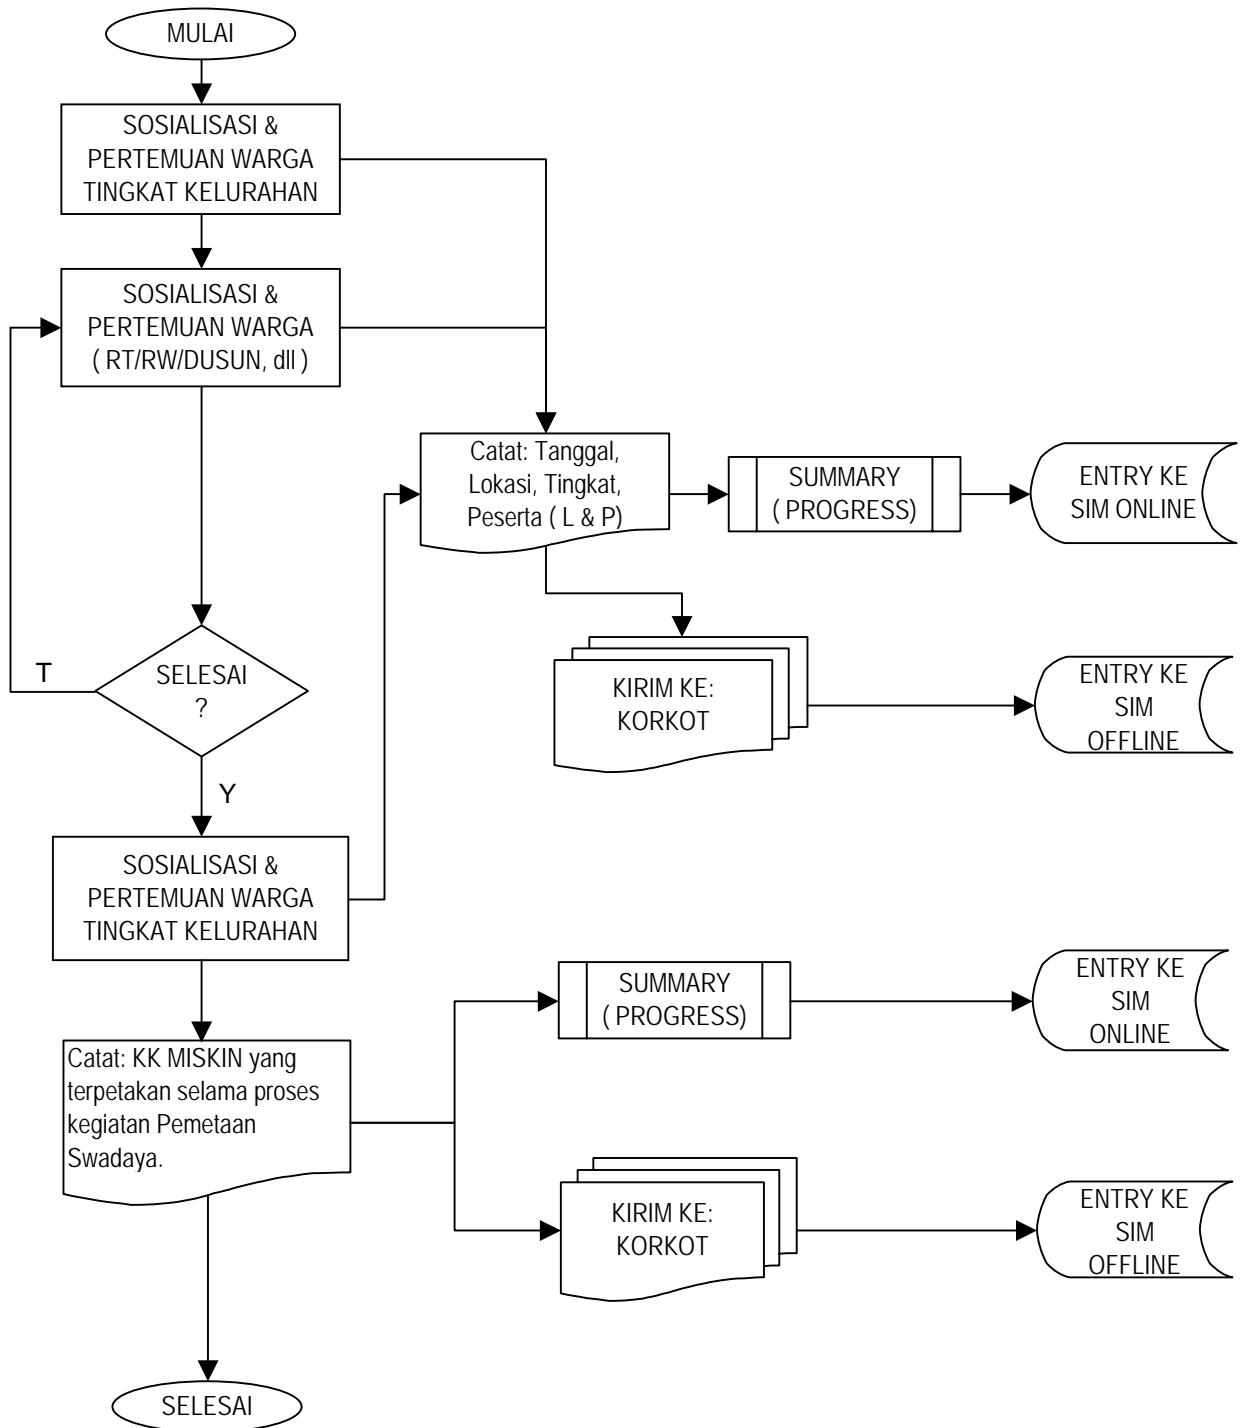 MULAI
SOSIALISASI &
PERTEMUAN WARGA
TINGKAT KELURAHAN
SOSIALISASI &
PERTEMUAN WARGA
( RT/RW/DUSUN, dll )
Catat: Tanggal,
Lokasi, Tingkat,
Peserta ( L & P)
SUMMARY
( PROGRESS)
ENTRY KE
SIM ONLINE
T
SELESAI
?
KIRIM KE:
KORKOT
ENTRY KE
SIM
OFFLINE
Y
SOSIALISASI &
PERTEMUAN WARGA
TINGKAT KELURAHAN
SUMMARY
( PROGRESS)
ENTRY KE
SIM
ONLINE
Catat: KK MISKIN yang
terpetakan selama proses
kegiatan Pemetaan
Swadaya.
KIRIM KE:
KORKOT
ENTRY KE
SIM
OFFLINE
SELESAI